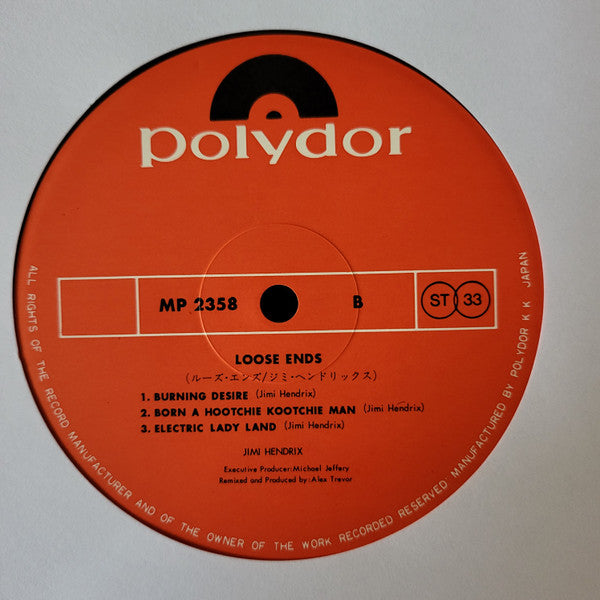 polydor
MP 2358
B
ST 33
LOOSE ENDS
(ルーズ・エンズ/ジミ・ヘンドリックス)
1. BURNING DESIRE (Jimi Hendrix)
2. BORN A HOOTCHIE KOOTCHIE MAN (Jimi Hendrix)
3. ELECTRIC LADY LAND (Jimi Hendrix)
JIMI HENDRIX
Executive Producer: Michael Jeffery
Remixed and Produced by: Alex Trevor
ALL RIGHTS OF THE RECORD MANUFACTURER AND OF THE OWNER OF THE WORK RECORDED RESERVED MANUFACTURED BY POLYDOR K K JAPAN